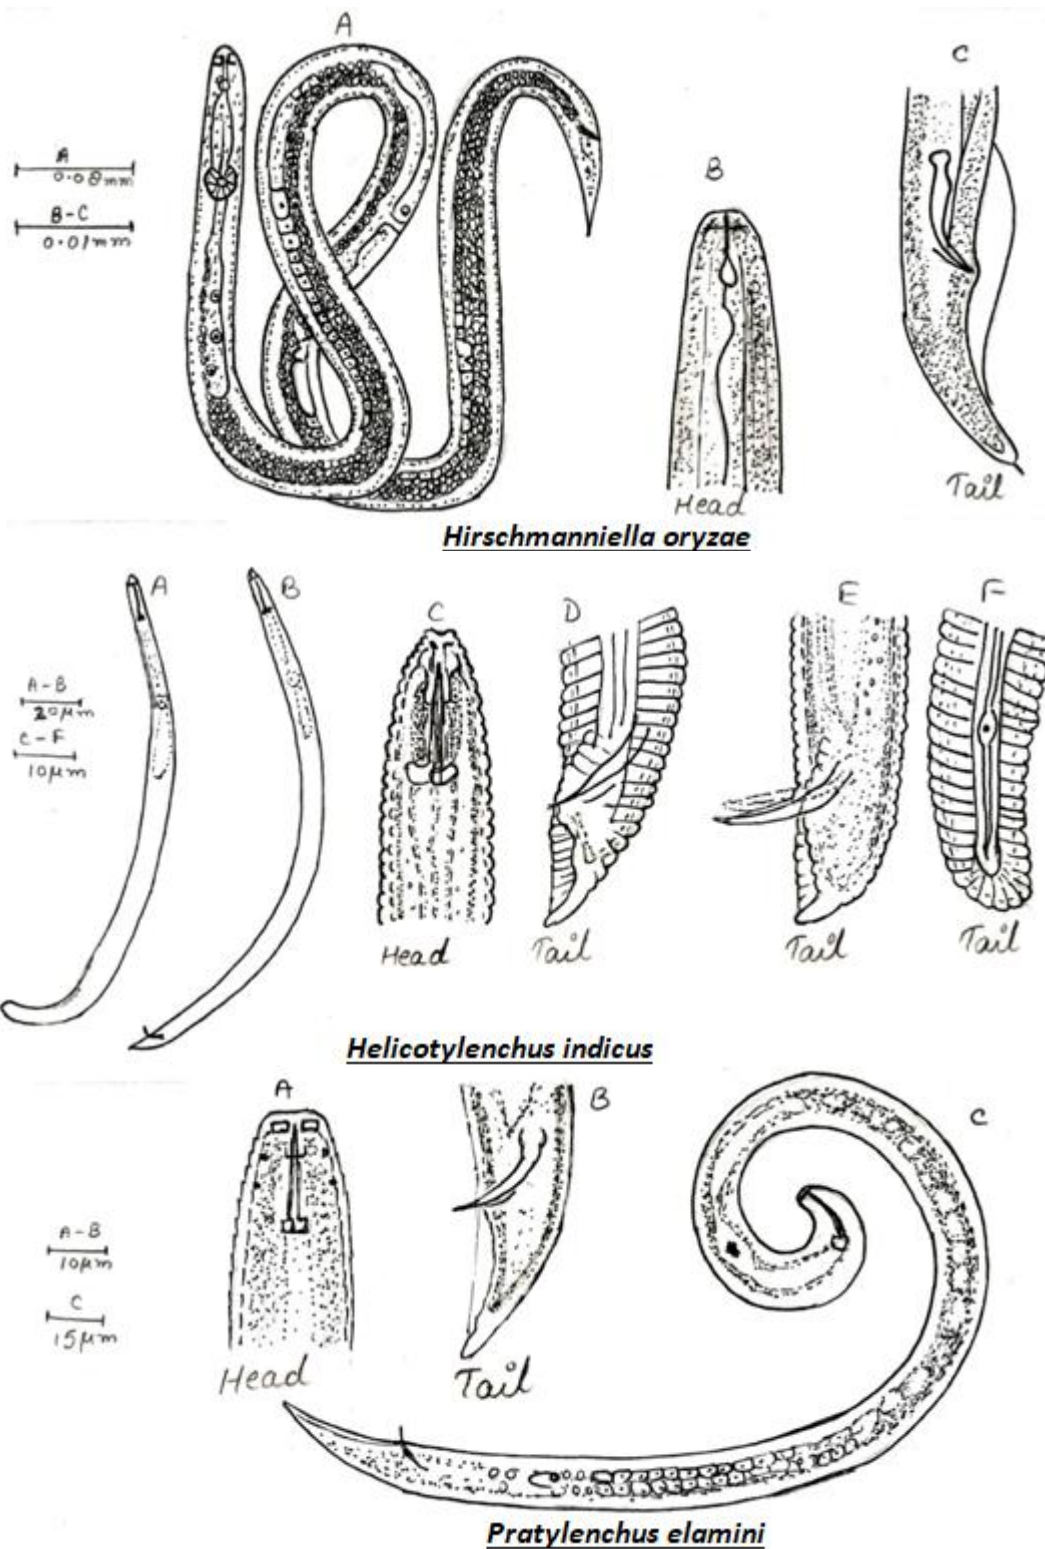 A
C
A
0.08mm
B
B-C
0.01mm
Head
Tail
Hirschmanniella oryzae
A
B
C
D
E
F
A-B
20µm
C-F
10µm
Head
Tail
Tail
Tail
Helicotylenchus indicus
A
B
C
A-B
10µm
C
15µm
Head
Tail
Pratylenchus elamini